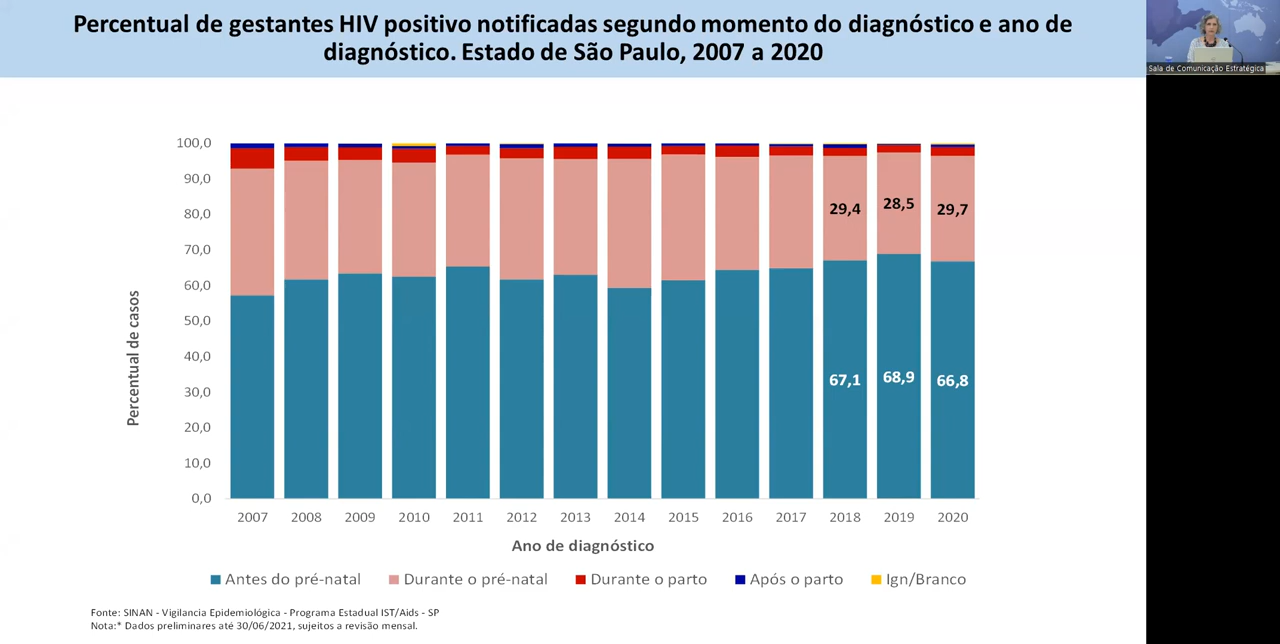 Percentual de gestantes HIV positivo notificadas segundo momento do diagnóstico e ano de
diagnóstico. Estado de São Paulo, 2007 a 2020
Sala de Comunicação Estratégica
Percentual de casos
100,0
90,0
80,0
70,0
60,0
50,0
40,0
30,0
20,0
10,0
0,0
29,4 28,5 29,7
67,1 68,9 66,8
2007 2008 2009 2010 2011 2012 2013 2014 2015 2016 2017 2018 2019 2020
Ano de diagnóstico
Antes do pré-natal Durante o pré-natal Durante o parto Após o parto Ign/Branco
Fonte: SINAN - Vigilancia Epidemiológica - Programa Estadual IST/Aids - SP
Nota:* Dados preliminares até 30/06/2021, sujeitos a revisão mensal.